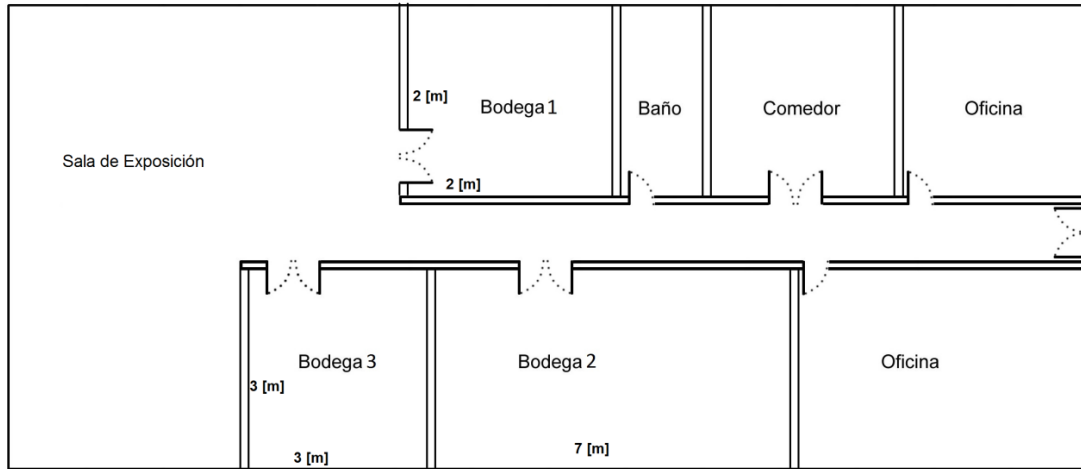 2 [m]
Bodega 1
Baño
Comedor
Oficina
Sala de Exposición
2 [m]
Bodega 3
Bodega 2
Oficina
3 [m]
3 [m]
7 [m]